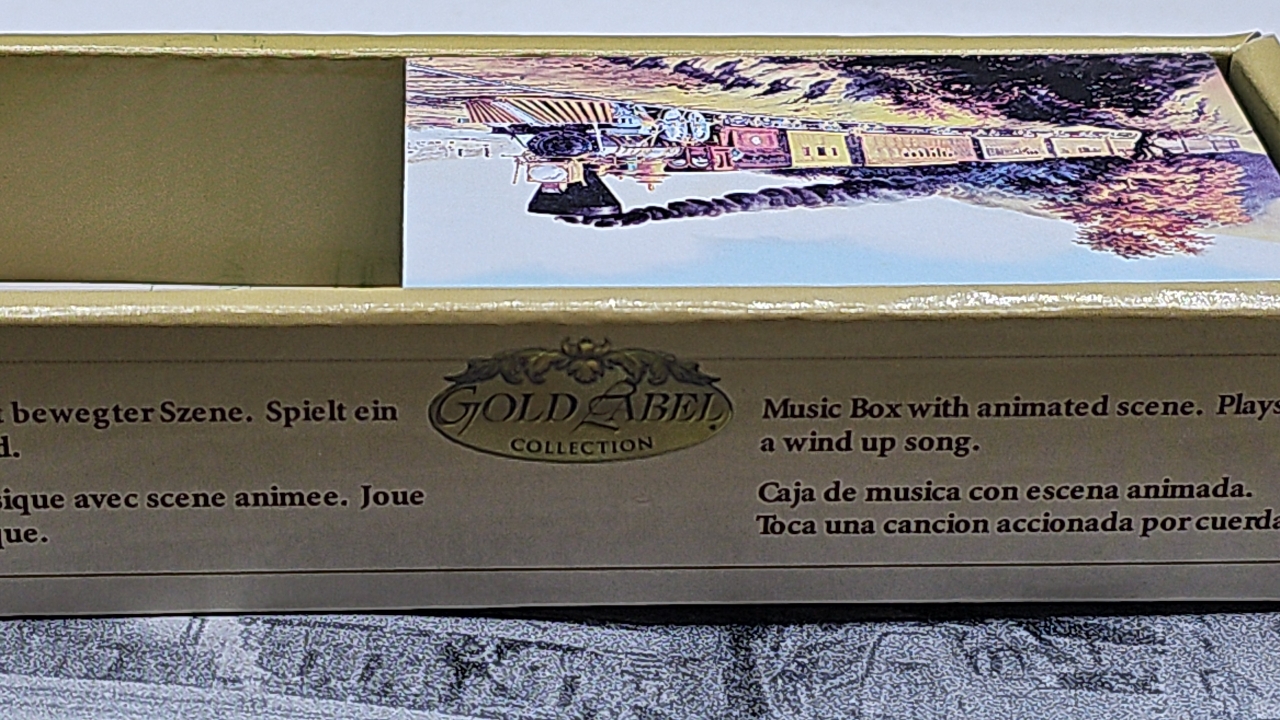 bewegter Szene. Spielt ein
d.
sique avec scene animee. Joue
que.
GOLD LABEL
COLLECTION
Music Box with animated scene. Plays
a wind up song.
Caja de musica con escena animada.
Toca una cancion accionada por cuerda